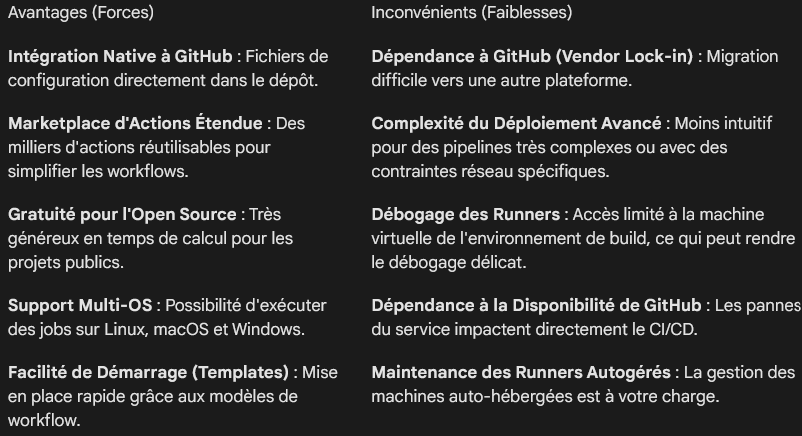 Avantages (Forces)
Inconvénients (Faiblesses)
Intégration Native à GitHub : Fichiers de
configuration directement dans le dépôt.
Dépendance à GitHub (Vendor Lock-in) : Migration
difficile vers une autre plateforme.
Marketplace d'Actions Étendue : Des
milliers d'actions réutilisables pour
simplifier les workflows.
Complexité du Déploiement Avancé : Moins intuitif
pour des pipelines très complexes ou avec des
contraintes réseau spécifiques.
Gratuité pour l'Open Source : Très
généreux en temps de calcul pour les
projets publics.
Débogage des Runners : Accès limité à la machine
virtuelle de l'environnement de build, ce qui peut rendre
le débogage délicat.
Support Multi-OS : Possibilité d'exécuter
des jobs sur Linux, macOS et Windows.
Dépendance à la Disponibilité de GitHub : Les pannes
du service impactent directement le CI/CD.
Facilité de Démarrage (Templates) : Mise
en place rapide grâce aux modèles de
workflow.
Maintenance des Runners Autogérés : La gestion des
machines auto-hébergées est à votre charge.